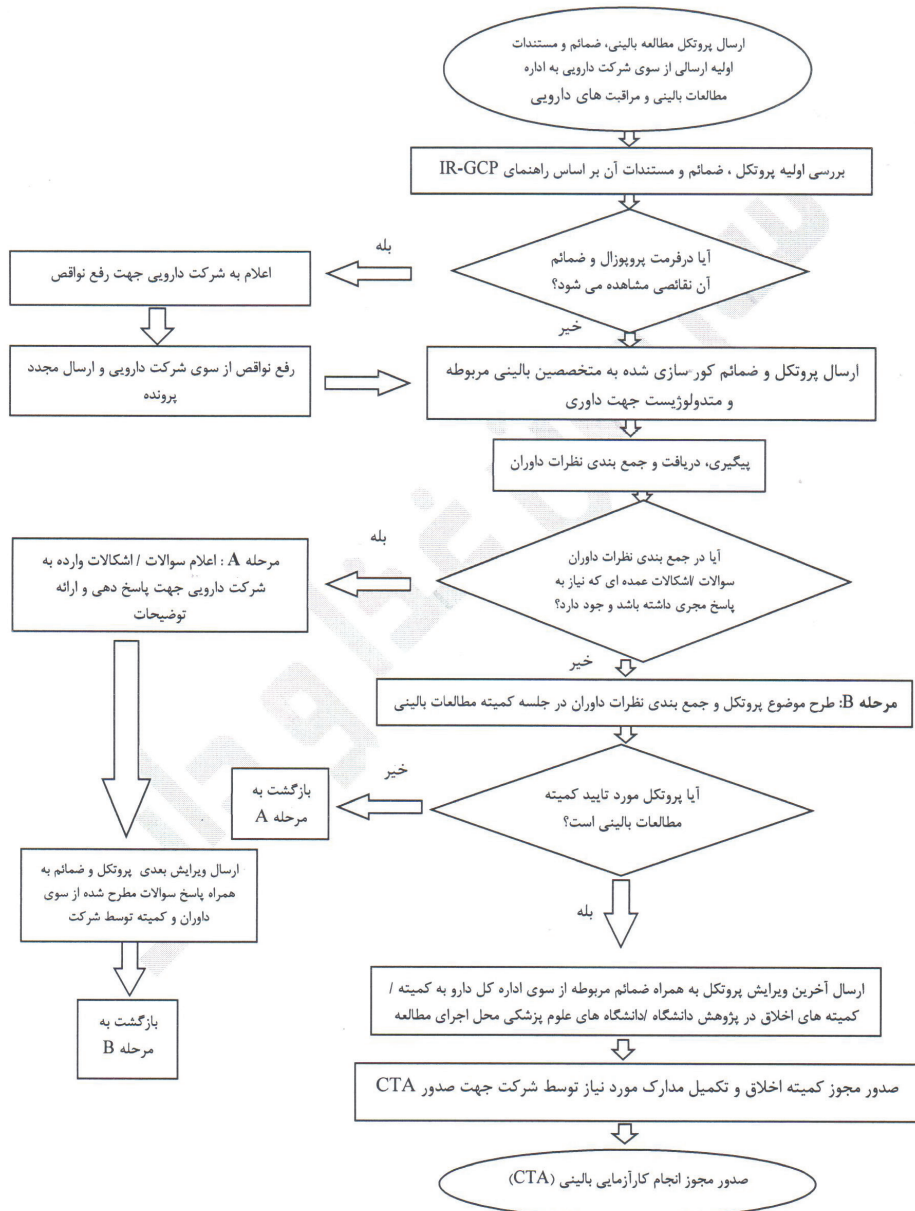 ارسال پروتکل مطالعه بالینی، ضمائم و مستندات
اولیه ارسالی از سوی شرکت دارویی به اداره
مطالعات بالینی و مراقبت های دارویی
بررسی اولیه پروتکل ، ضمائم و مستندات آن بر اساس راهنمای IR-GCP
آیا درفرمت پروپوزال و ضمائم
آن نقائصی مشاهده می شود؟
بله
اعلام به شرکت دارویی جهت رفع نواقص
رفع نواقص از سوی شرکت دارویی و ارسال مجدد
پرونده
خیر
ارسال پروتکل و ضمائم کور سازی شده به متخصصین بالینی مربوطه
و متدولوژیست جهت داوری
پیگیری، دریافت و جمع بندی نظرات داوران
آیا در جمع بندی نظرات داوران
سوالات /اشکالات عمده ای که نیاز به
پاسخ مجری داشته باشد و جود دارد؟
بله
مرحله A : اعلام سوالات / اشکالات وارده به
شرکت دارویی جهت پاسخ دهی و ارائه
توضیحات
خیر
مرحله B: طرح موضوع پروتکل و جمع بندی نظرات داوران در جلسه کمیته مطالعات بالینی
آیا پروتکل مورد تایید کمیته
مطالعات بالینی است؟
خیر
بازگشت به
مرحله A
ارسال ویرایش بعدی پروتکل و ضمائم به
همراه پاسخ سوالات مطرح شده از سوی
داوران و کمیته توسط شرکت
بازگشت به
مرحله B
بله
ارسال آخرین ویرایش پروتکل به همراه ضمائم مربوطه از سوی اداره کل دارو به کمیته /
کمیته های اخلاق در پژوهش دانشگاه /دانشگاه های علوم پزشکی محل اجرای مطالعه
صدور مجوز کمیته اخلاق و تکمیل مدارک مورد نیاز توسط شرکت جهت صدور CTA
صدور مجوز انجام کارآزمایی بالینی (CTA)